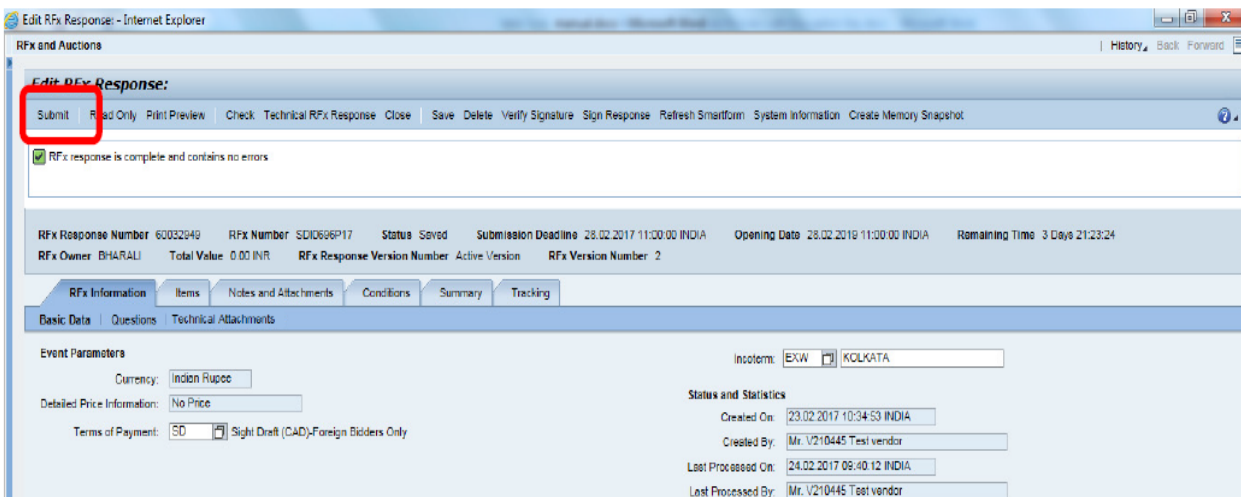 Edit RFx Response: - Internet Explorer
RFx and Auctions
History Back Forward
Edit RFx Response:
Submit Read Only Print Preview Check Technical RFx Response Close Save Delete Verify Signature Sign Response Refresh Smartform System Information Create Memory Snapshot
RFx response is complete and contains no errors
RFx Response Number 60032949 RFx Number SDI0696P17 Status Saved Submission Deadline 28.02.2017 11:00:00 INDIA Opening Date 28.02.2019 11:00:00 INDIA Remaining Time 3 Days 21:23:24
RFx Owner BHARALI Total Value 0.00 INR RFx Response Version Number Active Version RFx Version Number 2
RFx Information Items Notes and Attachments Conditions Summary Tracking
Basic Data Questions Technical Attachments
Event Parameters
Currency: Indian Rupee
Detailed Price Information: No Price
Terms of Payment: SD Sight Draft (CAD)-Foreign Bidders Only
Incoterm: EXW KOLKATA
Status and Statistics
Created On: 23.02.2017 10:34:53 INDIA
Created By: Mr. V210445 Test vendor
Last Processed On: 24.02.2017 09:40:12 INDIA
Last Processed By: Mr. V210445 Test vendor